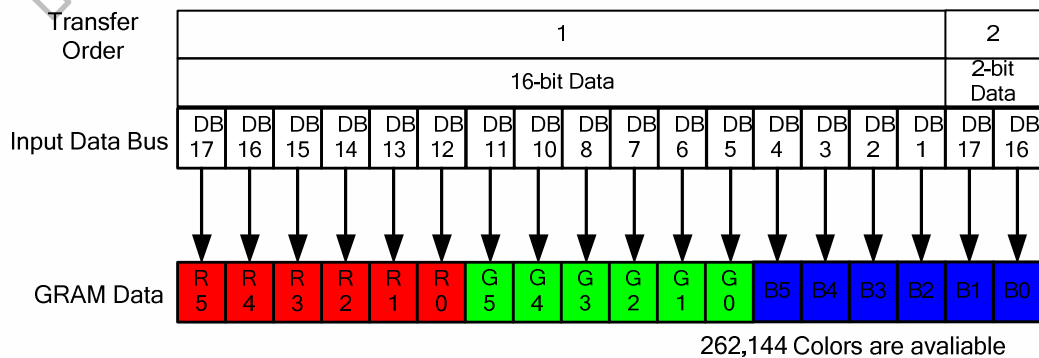 Transfer Order
1
2
16-bit Data
2-bit Data
Input Data Bus
DB 17
DB 16
DB 15
DB 14
DB 13
DB 12
DB 11
DB 10
DB 8
DB 7
DB 6
DB 5
DB 4
DB 3
DB 2
DB 1
DB 17
DB 16
GRAM Data
R 5
R 4
R 3
R 2
R 1
R 0
G 5
G 4
G 3
G 2
G 1
G 0
B5
B4
B3
B2
B1
B0
262,144 Colors are avaliable